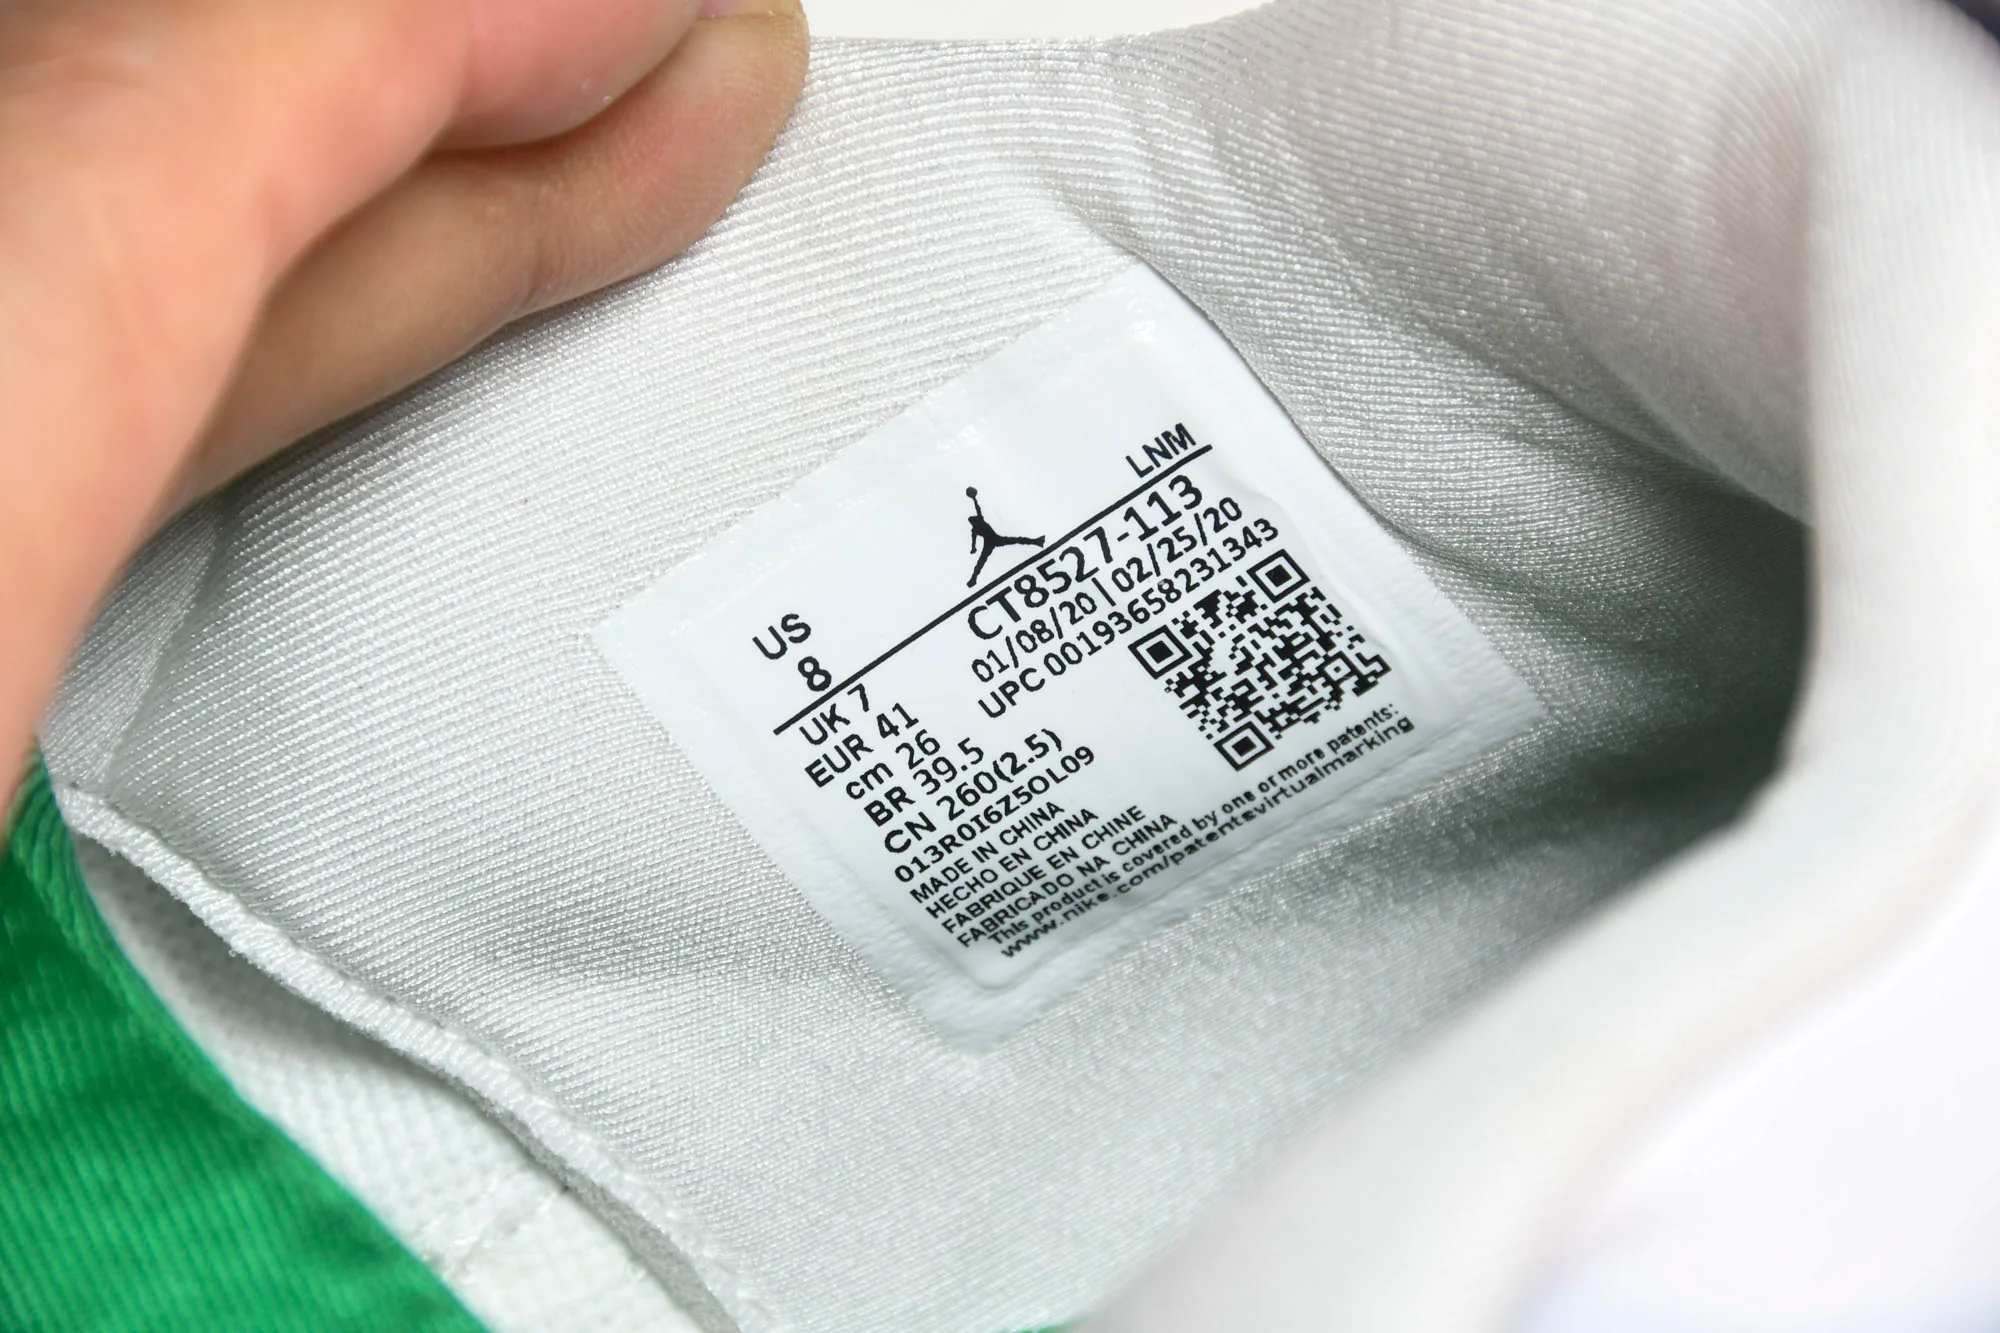 LNM
US
8
CT8527-113
01/08/20|02/25/20
UPC 00193658231343
UK 7
EUR 41
cm 26
BR 39.5
CN 260(2.5)
013R0I6Z5OL09
MADE IN CHINA
HECHO EN CHINA
FABRIQUE EN CHINE
FABRICADO NA CHINA
This product is covered by one or more patents:
www.nike.com/patentsvirtualmarking